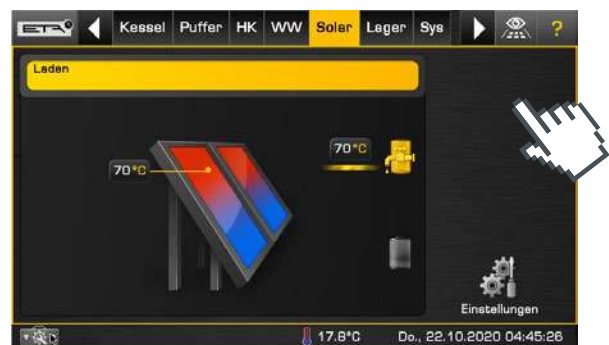 ETA Kessel Puffer HK WW Solar Lager Sys ?
Laden
70°C
70°C
Einstellungen
17.8°C Do., 22.10.2020 04:45:26